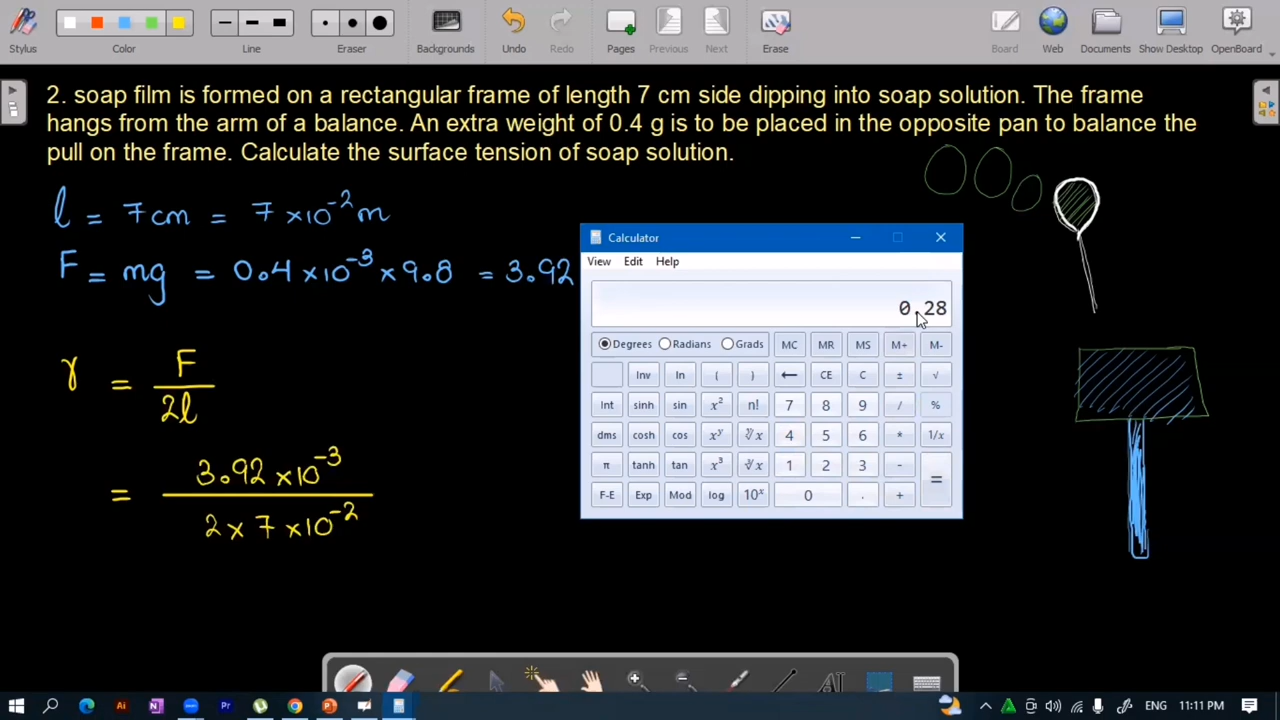 Stylus
Color
Line
Eraser
Backgrounds
Undo
Redo
Pages
Previous
Next
Erase
Board
Web
Documents
Show Desktop
OpenBoard
2. soap film is formed on a rectangular frame of length 7 cm side dipping into soap solution. The frame
hangs from the arm of a balance. An extra weight of 0.4 g is to be placed in the opposite pan to balance the
pull on the frame. Calculate the surface tension of soap solution.
l = 7cm = 7 ×10⁻² m
F = mg = 0.4 ×10⁻³ × 9.8 = 3.92
γ = F / 2l
= 3.92 ×10⁻³ / 2 × 7 ×10⁻²
Calculator
View Edit Help
0.28
Degrees Radians Grads MC MR MS M+ M-
Inv ln ( ) ← CE C ± √
Int sinh sin x² n! 7 8 9 / %
dms cosh cos xʸ ʸ√x 4 5 6 * 1/x
π tanh tan x³ ³√x 1 2 3 - =
F-E Exp Mod log 10ˣ 0 . +
Ai
N
Pr
P
ENG 11:11 PM